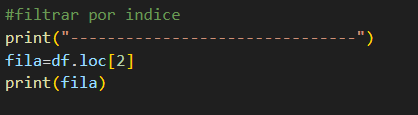 #filtrar por indice
print("-------------------------------")
fila=df.loc[2]
print(fila)